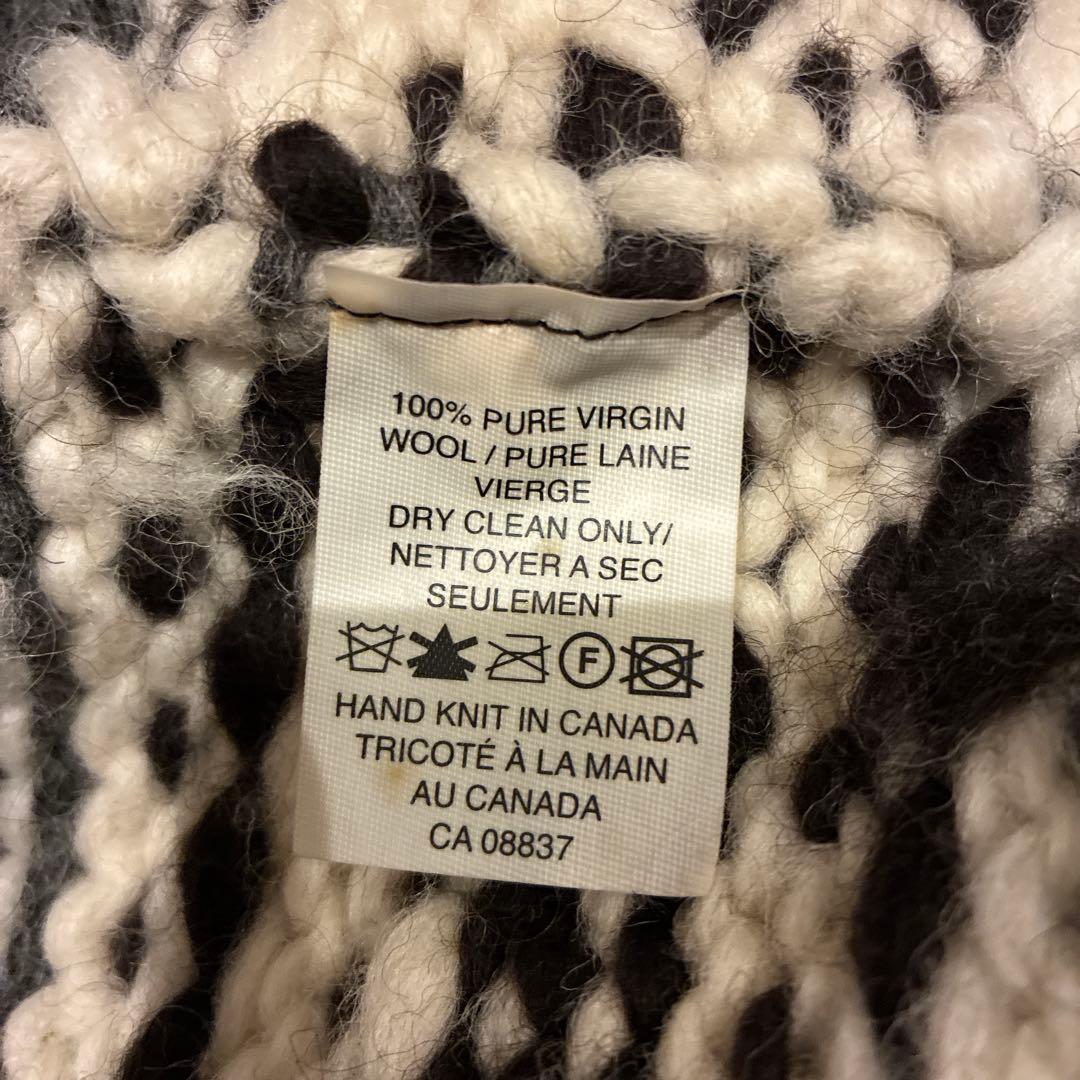 100% PURE VIRGIN
WOOL / PURE LAINE
VIERGE
DRY CLEAN ONLY/
NETTOYER A SEC
SEULEMENT
F
HAND KNIT IN CANADA
TRICOTÉ À LA MAIN
AU CANADA
CA 08837